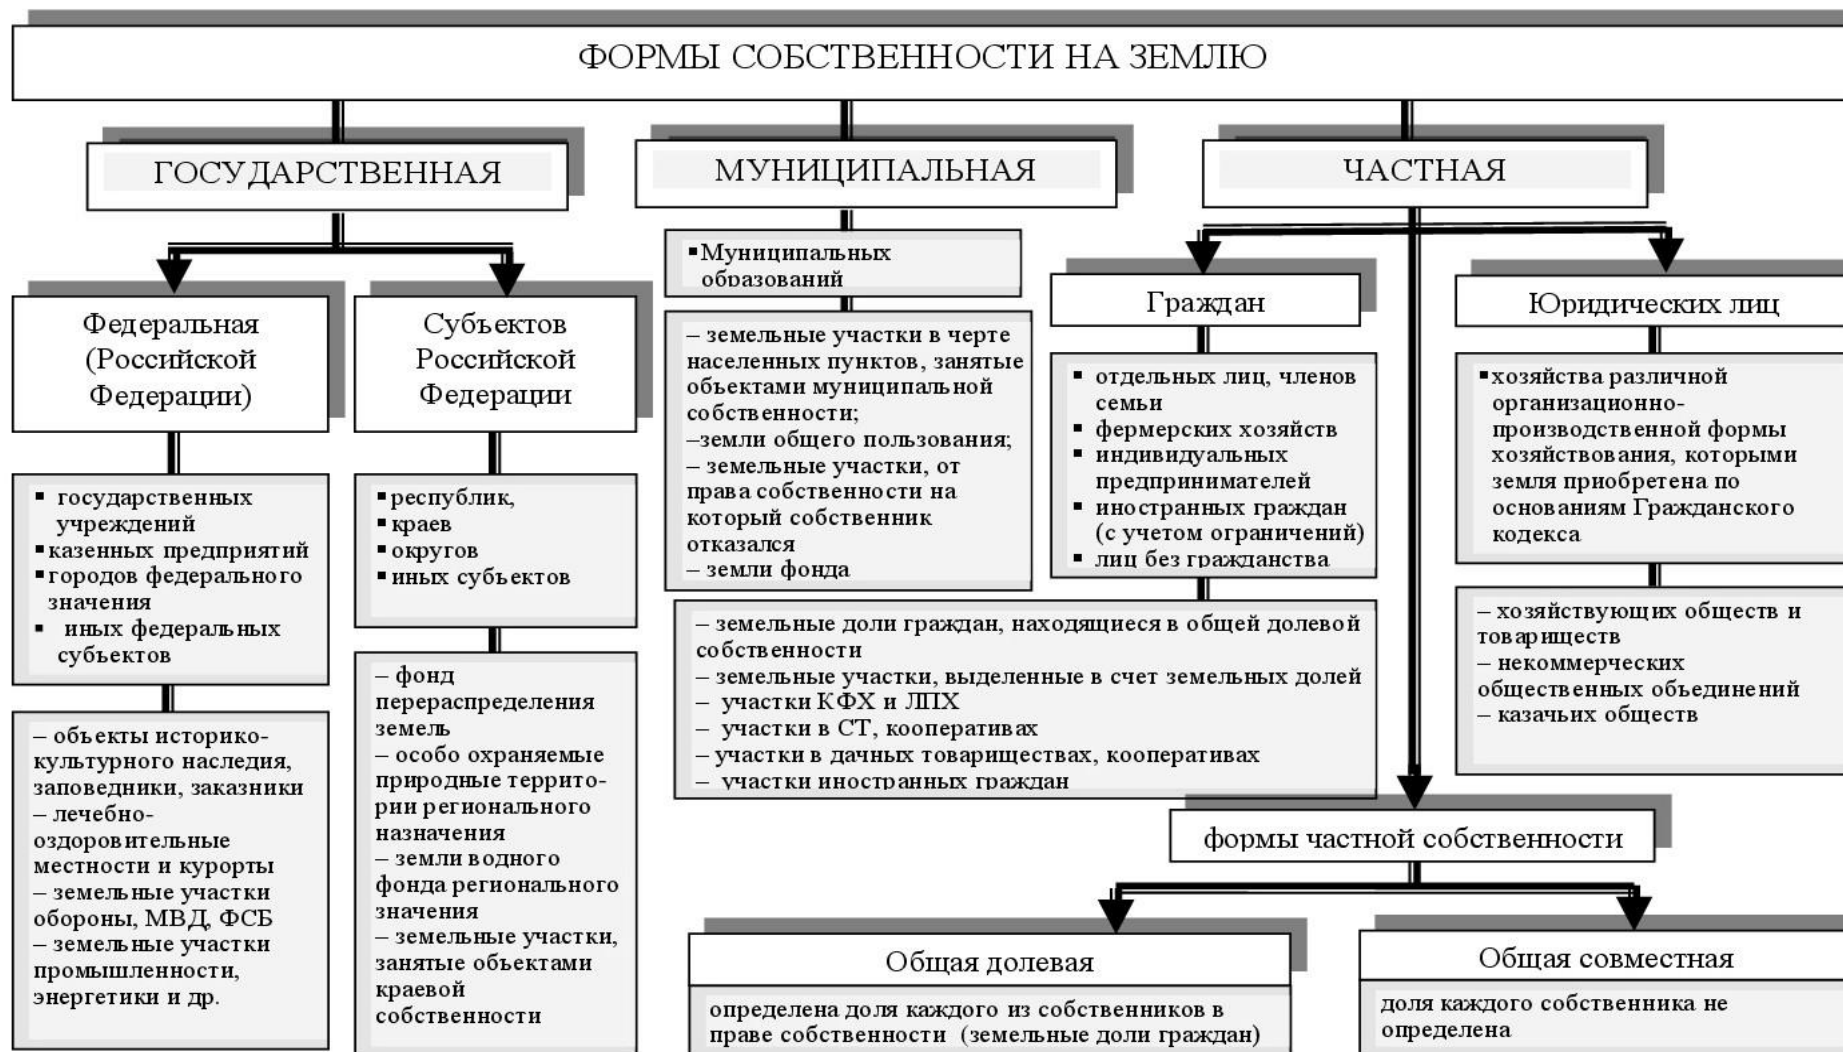 ФОРМЫ СОБСТВЕННОСТИ НА ЗЕМЛЮ
ГОСУДАРСТВЕННАЯ
МУНИЦИПАЛЬНАЯ
ЧАСТНАЯ
Федеральная
(Российской
Федерации)
▪ государственных
учреждений
▪ казенных предприятий
▪ городов федерального
значения
▪ иных федеральных
субъектов
– объекты историко-
культурного наследия,
заповедники, заказники
– лечебно-
оздоровительные
местности и курорты
– земельные участки
обороны, МВД, ФСБ
– земельные участки
промышленности,
энергетики и др.
Субъектов
Российской
Федерации
▪ республик,
▪ краев
▪ округов
▪ иных субъектов
– фонд
перераспределения
земель
– особо охраняемые
природные террито-
рии регионального
назначения
– земли водного
фонда регионального
значения
– земельные участки,
занятые объектами
краевой
собственности
▪ Муниципальных
образований
– земельные участки в черте
населенных пунктов, занятые
объектами муниципальной
собственности;
–земли общего пользования;
– земельные участки, от
права собственности на
который собственник
отказался
– земли фонда
Граждан
▪ отдельных лиц, членов
семьи
▪ фермерских хозяйств
▪ индивидуальных
предпринимателей
▪ иностранных граждан
(с учетом ограничений)
▪ лиц без гражданства
– земельные доли граждан, находящиеся в общей долевой
собственности
– земельные участки, выделенные в счет земельных долей
– участки КФХ и ЛПХ
– участки в СТ, кооперативах
– участки в дачных товариществах, кооперативах
– участки иностранных граждан
Юридических лиц
▪ хозяйства различной
организационно-
производственной формы
хозяйствования, которыми
земля приобретена по
основаниям Гражданского
кодекса
– хозяйствующих обществ и
товариществ
– некоммерческих
общественных объединений
– казачьих обществ
формы частной собственности
Общая долевая
определена доля каждого из собственников в
праве собственности (земельные доли граждан)
Общая совместная
доля каждого собственника не
определена